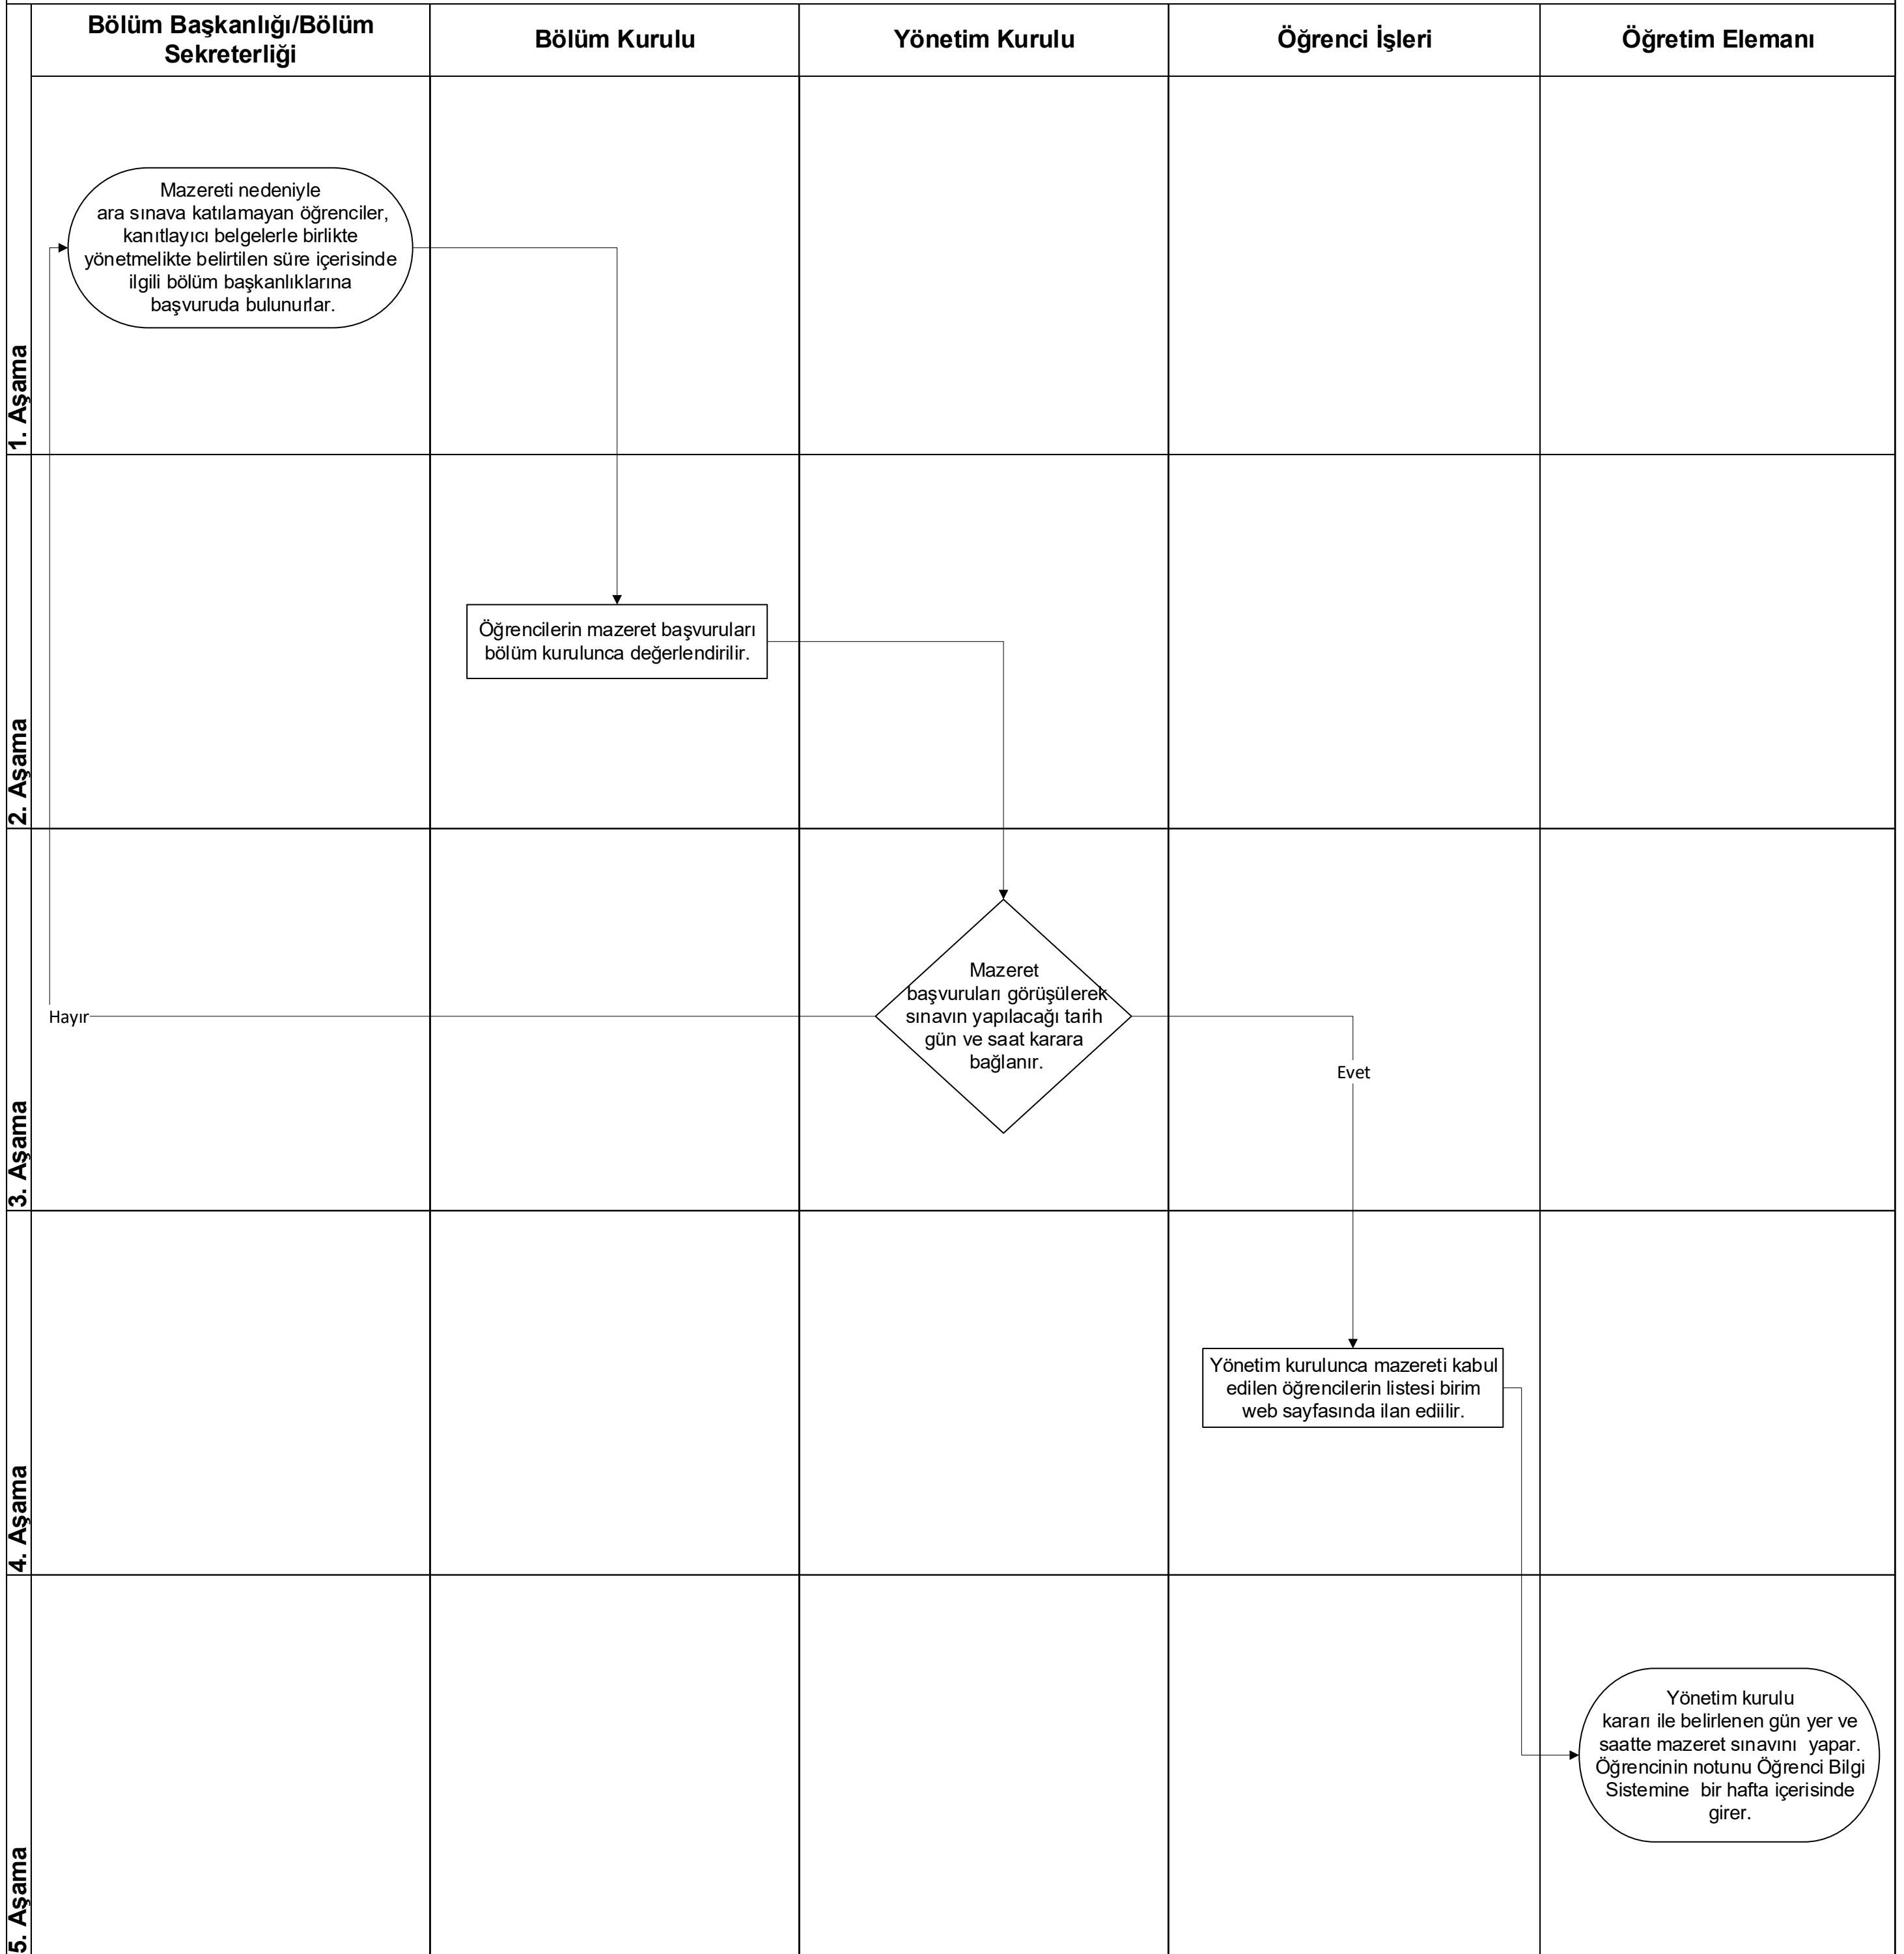 Bölüm Başkanlığı/Bölüm
Sekreterliği
Bölüm Kurulu
Yönetim Kurulu
Öğrenci İşleri
Öğretim Elemanı
1. Aşama
Mazereti nedeniyle
ara sınava katılamayan öğrenciler,
kanıtlayıcı belgelerle birlikte
yönetmelikte belirtilen süre içerisinde
ilgili bölüm başkanlıklarına
başvuruda bulunurlar.
2. Aşama
Öğrencilerin mazeret başvuruları
bölüm kurulunca değerlendirilir.
3. Aşama
Mazeret
başvuruları görüşülerek
sınavın yapılacağı tarih
gün ve saat karara
bağlanır.
Hayır
Evet
4. Aşama
Yönetim kurulunca mazereti kabul
edilen öğrencilerin listesi birim
web sayfasında ilan ediilir.
5. Aşama
Yönetim kurulu
kararı ile belirlenen gün yer ve
saatte mazeret sınavını  yapar.
Öğrencinin notunu Öğrenci Bilgi
Sistemine  bir hafta içerisinde
girer.